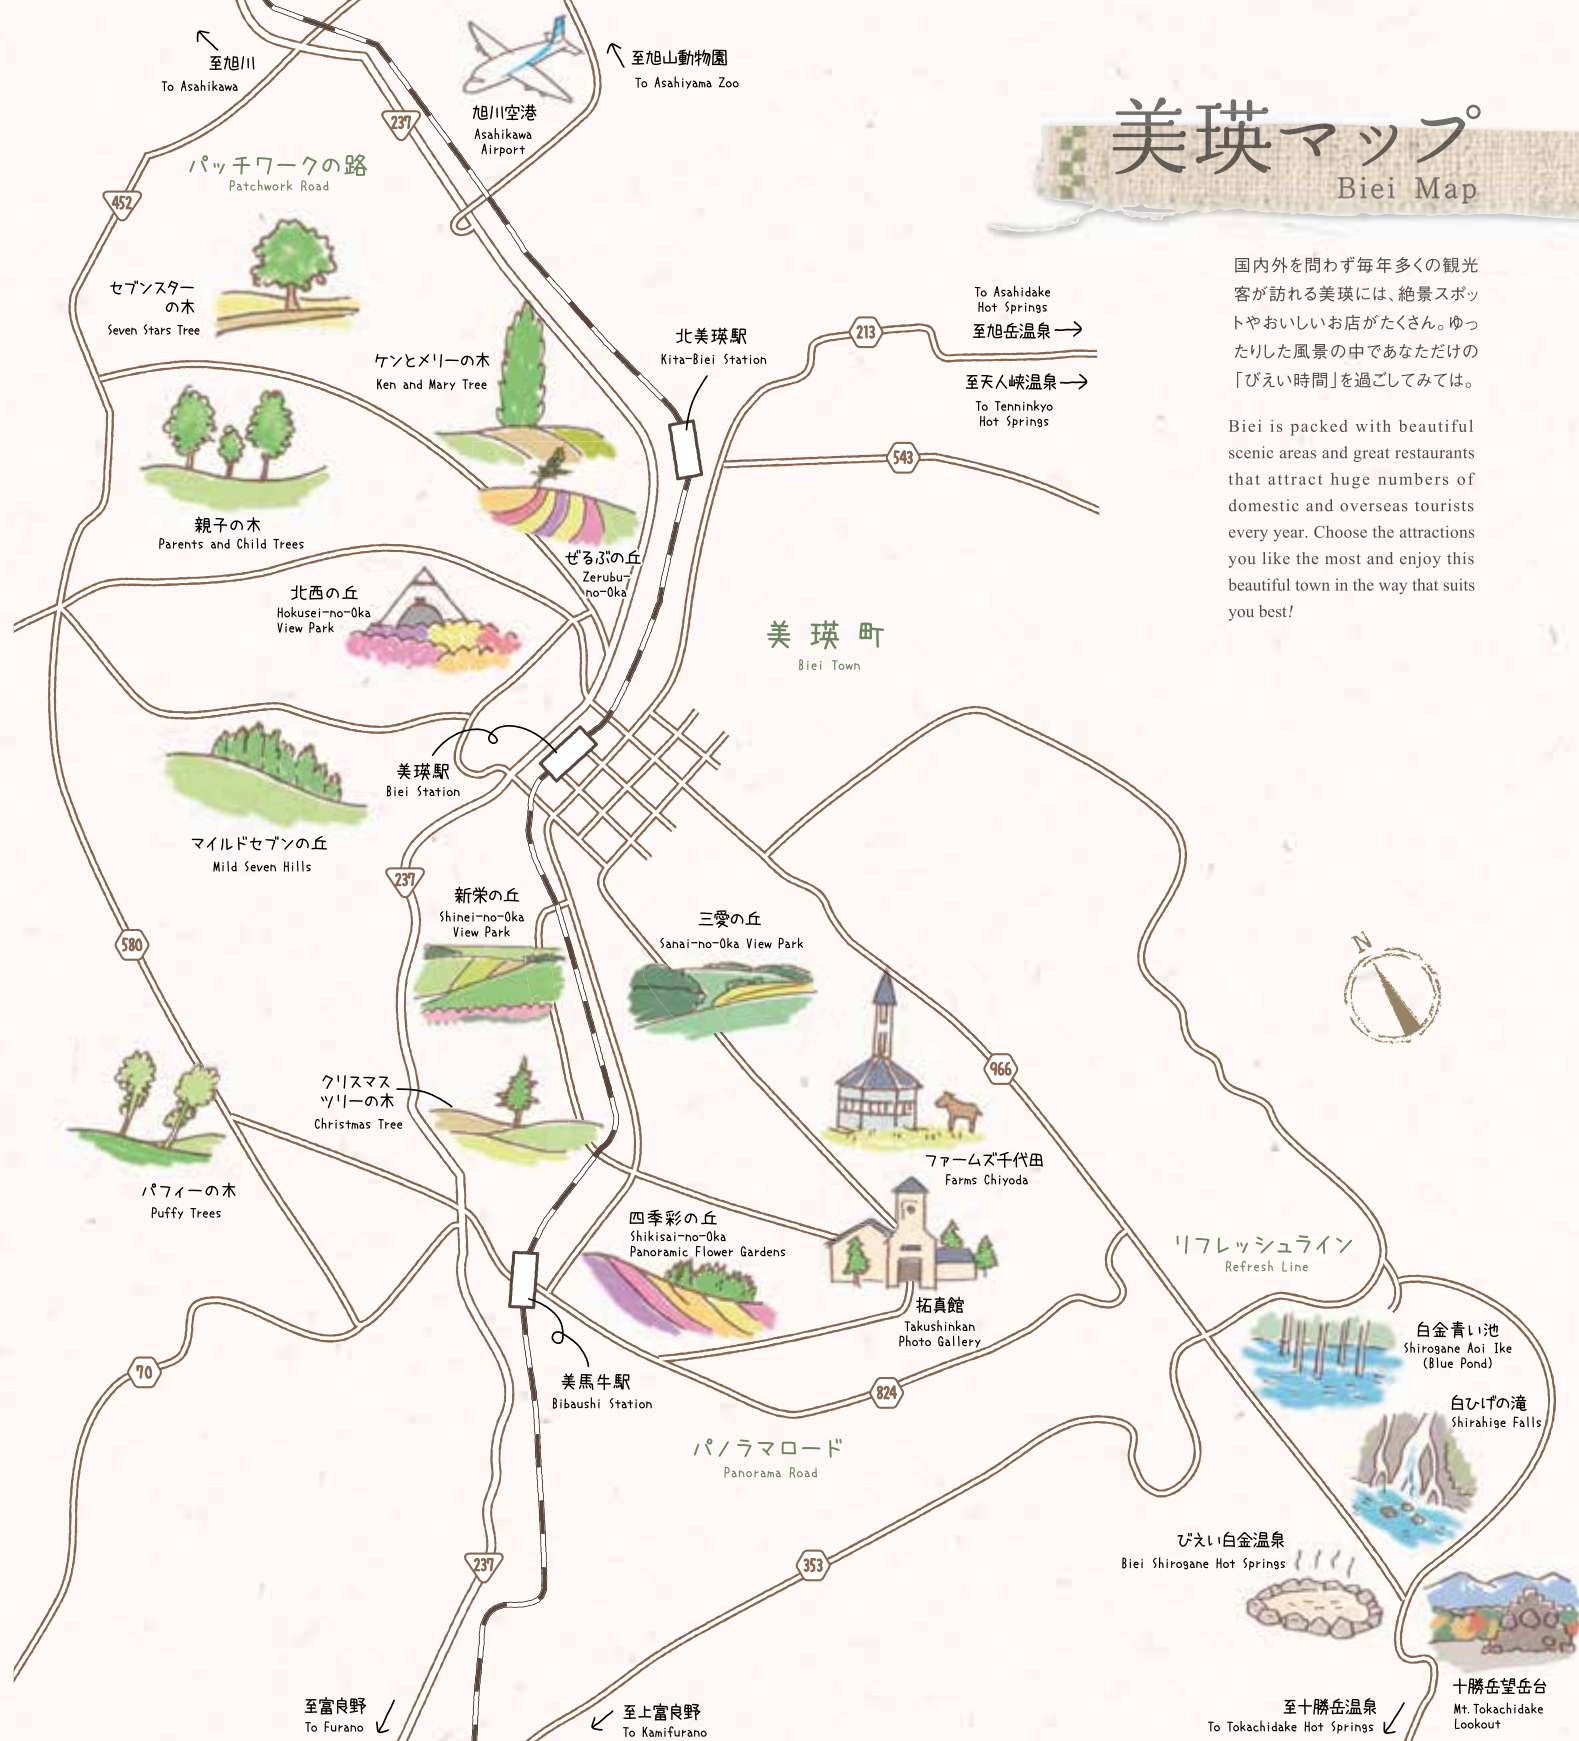 至旭川
To Asahikawa
至旭山動物園
To Asahiyama Zoo
旭川空港
Asahikawa
Airport
237
美瑛マップ
Biei Map
パッチワークの路
Patchwork Road
452
国内外を問わず毎年多くの観光
客が訪れる美瑛には、絶景スポッ
トやおいしいお店がたくさん。ゆっ
たりした風景の中であなただけの
「びえい時間」を過ごしてみては。
Biei is packed with beautiful
scenic areas and great restaurants
that attract huge numbers of
domestic and overseas tourists
every year. Choose the attractions
you like the most and enjoy this
beautiful town in the way that suits
you best!
セブンスター
の木
Seven Stars Tree
ケンとメリーの木
Ken and Mary Tree
北美瑛駅
Kita-Biei Station
213
To Asahidake
Hot Springs
至旭岳温泉
至天人峡温泉
To Tenninkyo
Hot Springs
543
親子の木
Parents and Child Trees
ぜるぶの丘
Zerubu-
no-Oka
北西の丘
Hokusei-no-Oka
View Park
美瑛町
Biei Town
美瑛駅
Biei Station
マイルドセブンの丘
Mild Seven Hills
237
新栄の丘
Shinei-no-Oka
View Park
三愛の丘
Sanai-no-Oka View Park
580
N
966
クリスマス
ツリーの木
Christmas Tree
ファームズ千代田
Farms Chiyoda
パフィーの木
Puffy Trees
四季彩の丘
Shikisai-no-Oka
Panoramic Flower Gardens
リフレッシュライン
Refresh Line
拓真館
Takushinkan
Photo Gallery
白金青い池
Shirogane Aoi Ike
(Blue Pond)
70
美馬牛駅
Bibaushi Station
824
白ひげの滝
Shirahige Falls
パノラマロード
Panorama Road
びえい白金温泉
Biei Shirogane Hot Springs
237
353
至富良野
To Furano
至上富良野
To Kamifurano
至十勝岳温泉
To Tokachidake Hot Springs
十勝岳望岳台
Mt. Tokachidake
Lookout